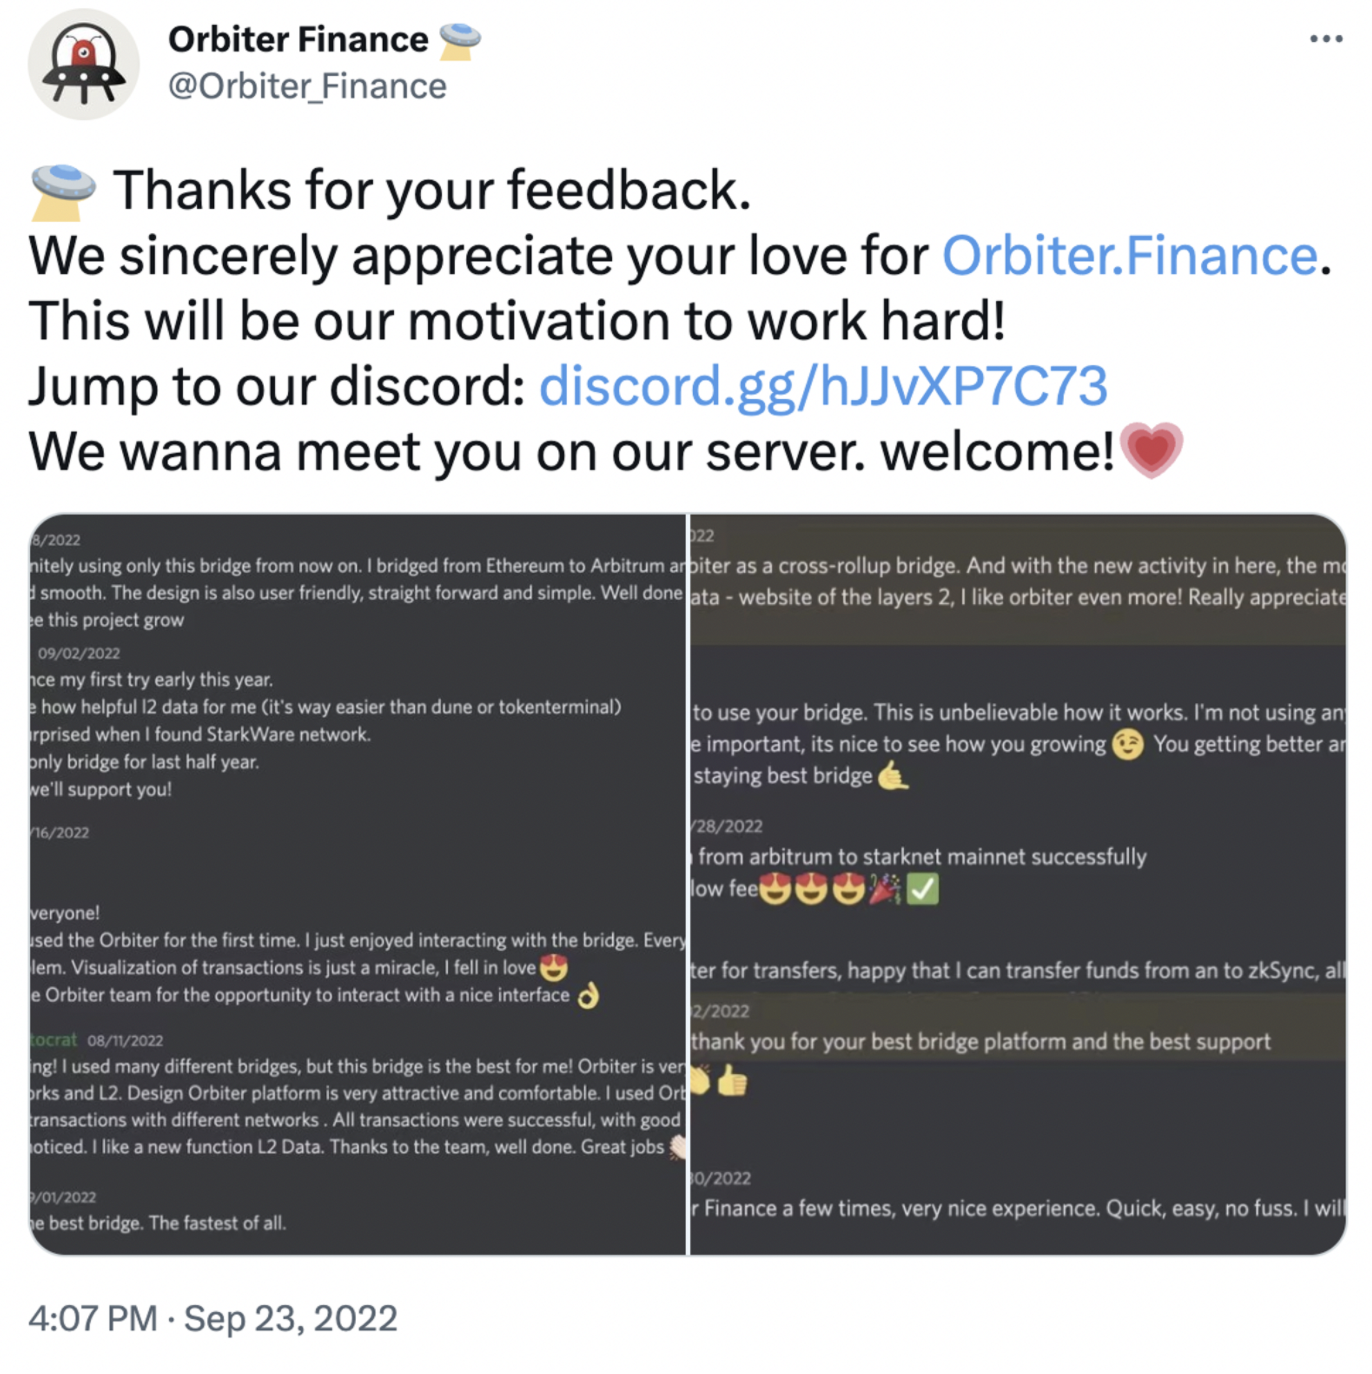 Orbiter Finance 🛸
@Orbiter_Finance
🛸 Thanks for your feedback.
We sincerely appreciate your love for Orbiter.Finance.
This will be our motivation to work hard!
Jump to our discord: discord.gg/hJJvXP7C73
We wanna meet you on our server. welcome!💗
8/2022
nitely using only this bridge from now on. I bridged from Ethereum to Arbitrum ar
d smooth. The design is also user friendly, straight forward and simple. Well done
ee this project grow
09/02/2022
nce my first try early this year.
e how helpful l2 data for me (it's way easier than dune or tokenterminal)
urprised when I found StarkWare network.
only bridge for last half year.
we'll support you!
/16/2022
veryone!
used the Orbiter for the first time. I just enjoyed interacting with the bridge. Every
lem. Visualization of transactions is just a miracle, I fell in love😍
e Orbiter team for the opportunity to interact with a nice interface 👌
tocrat 08/11/2022
ing! I used many different bridges, but this bridge is the best for me! Orbiter is ver
orks and L2. Design Orbiter platform is very attractive and comfortable. I used Orb
transactions with different networks . All transactions were successful, with good
noticed. I like a new function L2 Data. Thanks to the team, well done. Great jobs 👏
9/01/2022
he best bridge. The fastest of all.
022
biter as a cross-rollup bridge. And with the new activity in here, the mo
ata - website of the layers 2, I like orbiter even more! Really appreciate
to use your bridge. This is unbelievable how it works. I'm not using an
e important, its nice to see how you growing 😉 You getting better ar
staying best bridge 🤙
/28/2022
from arbitrum to starknet mainnet successfully
low fee😍😍😍🎉✅
ter for transfers, happy that I can transfer funds from an to zkSync, all
2/2022
thank you for your best bridge platform and the best support
👏👍
30/2022
r Finance a few times, very nice experience. Quick, easy, no fuss. I will
4:07 PM · Sep 23, 2022